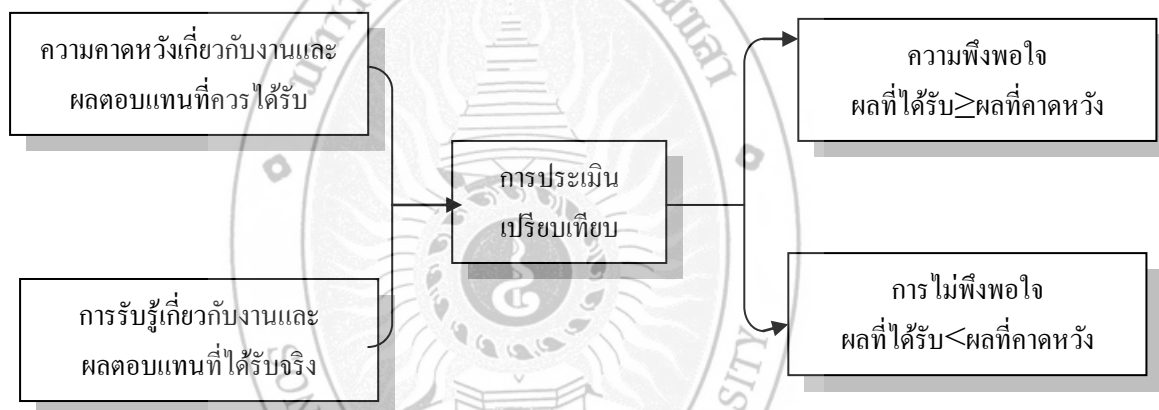 ความคาดหวังเกี่ยวกับงานและ
ผลตอบแทนที่ควรได้รับ
การรับรู้เกี่ยวกับงานและ
ผลตอบแทนที่ได้รับจริง
การประเมิน
เปรียบเทียบ
ความพึงพอใจ
ผลที่ได้รับ≥ผลที่คาดหวัง
การไม่พึงพอใจ
ผลที่ได้รับ<ผลที่คาดหวัง